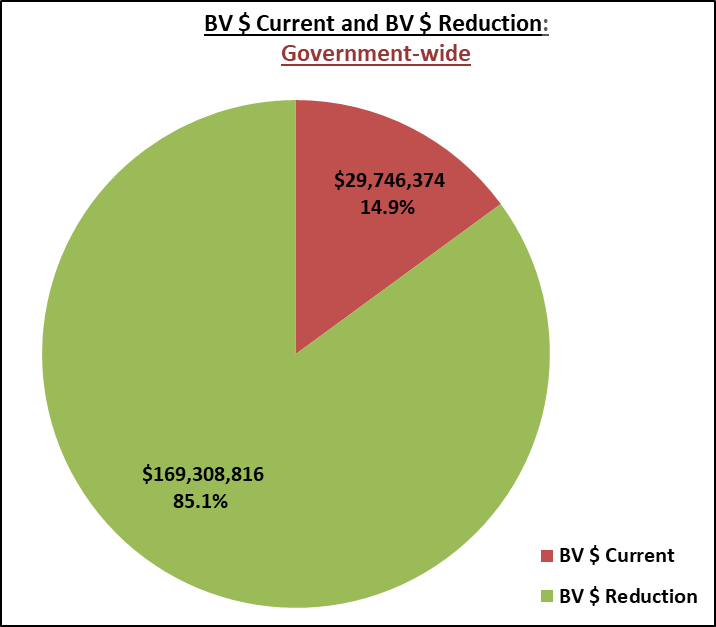 BV $ Current and BV $ Reduction:
Government-wide
$29,746,374
14.9%
$169,308,816
85.1%
BV $ Current
BV $ Reduction